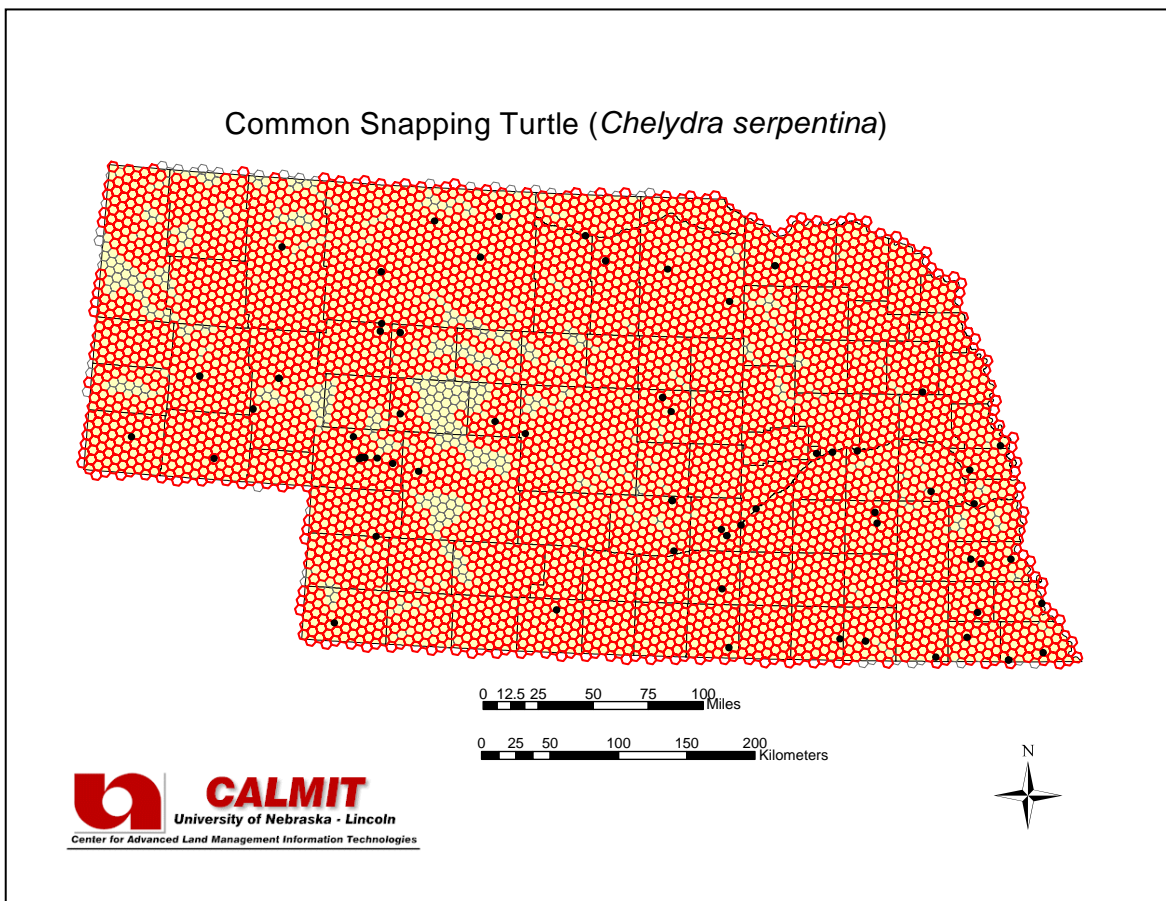 Common Snapping Turtle (Chelydra serpentina)
0 12.5 25 50 75 100
Miles
0 25 50 100 150 200
Kilometers
N
CALMIT
University of Nebraska - Lincoln
Center for Advanced Land Management Information Technologies